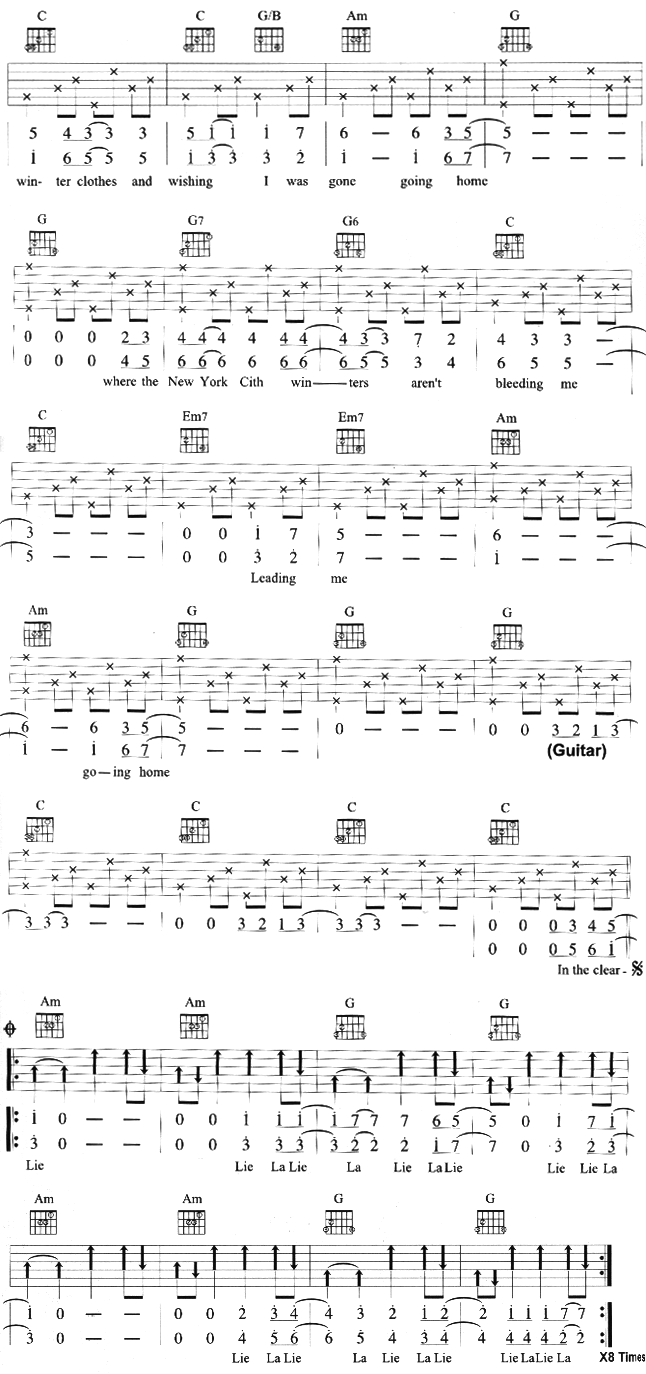 C C G/B Am G
5 4 3 3 3 | 5 i i i 7 | 6 — 6 3 5 | 5 — — —
i 6 5 5 5 | i 3 3 3 2 | i — i 6 7 | 7 — — —
win- ter clothes and wishing I was gone going home
G G7 G6 C
0 0 0 2 3 | 4 4 4 4 4 4 | 4 3 3 7 2 | 4 3 3 —
0 0 0 4 5 | 6 6 6 6 6 6 | 6 5 5 3 4 | 6 5 5 —
where the New York Cith win—ters aren't bleeding me
C Em7 Em7 Am
3 — — — | 0 0 i 7 | 5 — — — | 6 — — —
5 — — — | 0 0 3 2 | 7 — — — | i — — —
Leading me
Am G G G
6 — 6 3 5 | 5 — — — | 0 — — — | 0 0 3 2 1 3
i — i 6 7 | 7 — — —
(Guitar)
go—ing home
C C C C
3 3 3 — — | 0 0 3 2 1 3 | 3 3 3 — — | 0 0 0 3 4 5
0 0 0 5 6 i
In the clear-
Am Am G G
i 0 — — | 0 0 i i i | i 7 7 7 6 5 | 5 0 i 7 i
3 0 — — | 0 0 3 3 3 | 3 2 2 2 i 7 | 7 0 3 2 3
Lie Lie La Lie La Lie La Lie Lie Lie La
Am Am G G
i 0 — — | 0 0 2 3 4 | 4 3 2 i 2 | 2 i i i 7 7
3 0 — — | 0 0 4 5 6 | 6 5 4 3 4 | 4 4 4 4 2 2
Lie La Lie La Lie La Lie Lie La Lie La X8 Times